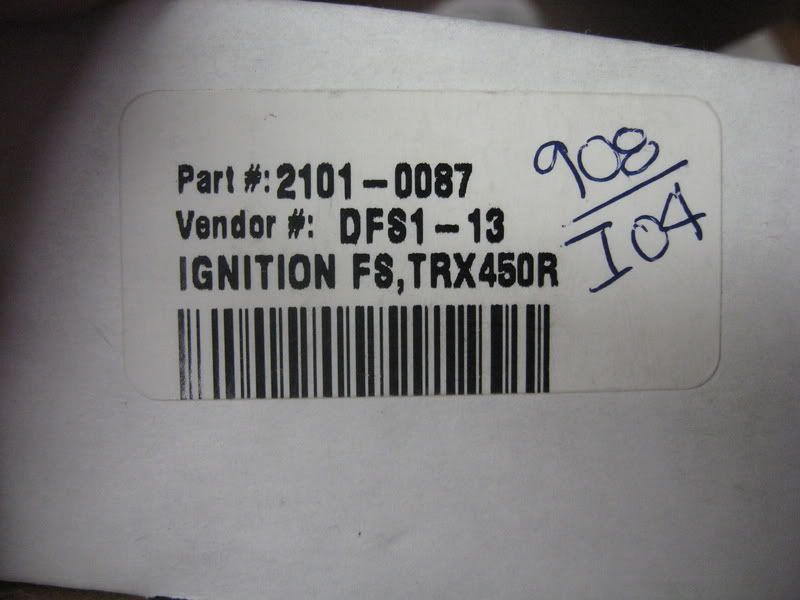 Part #: 2101-0087
Vendor #: DFS1-13
IGNITION FS,TRX450R
908/
I04